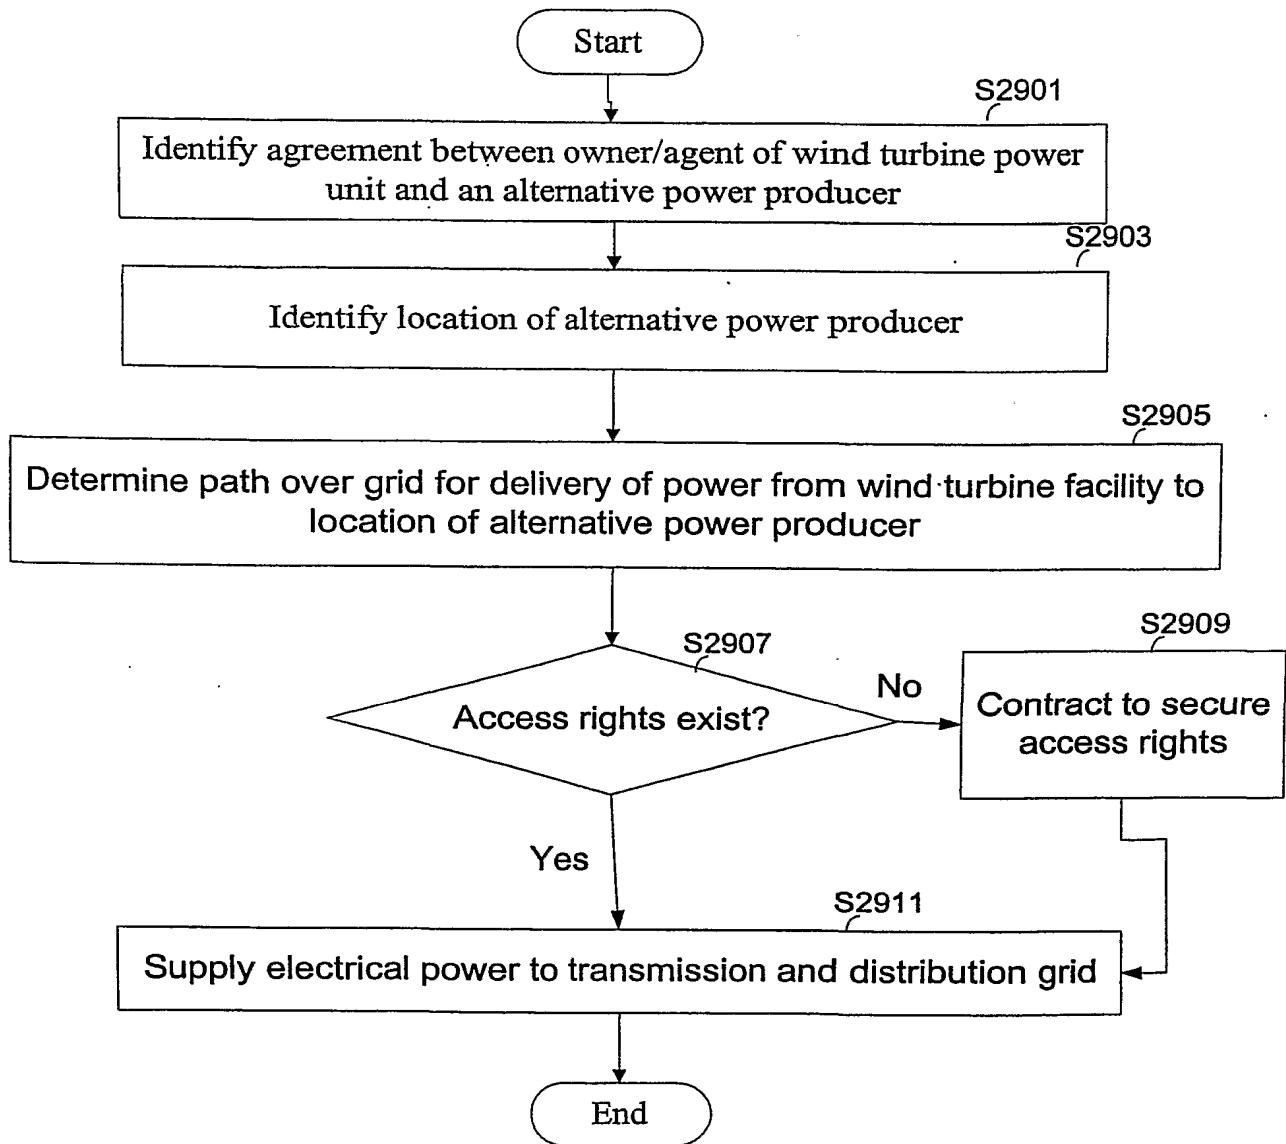 Start
S2901
Identify agreement between owner/agent of wind turbine power
unit and an alternative power producer
S2903
Identify location of alternative power producer
S2905
Determine path over grid for delivery of power from wind turbine facility to
location of alternative power producer
S2907
Access rights exist?
No
S2909
Contract to secure
access rights
Yes
S2911
Supply electrical power to transmission and distribution grid
End